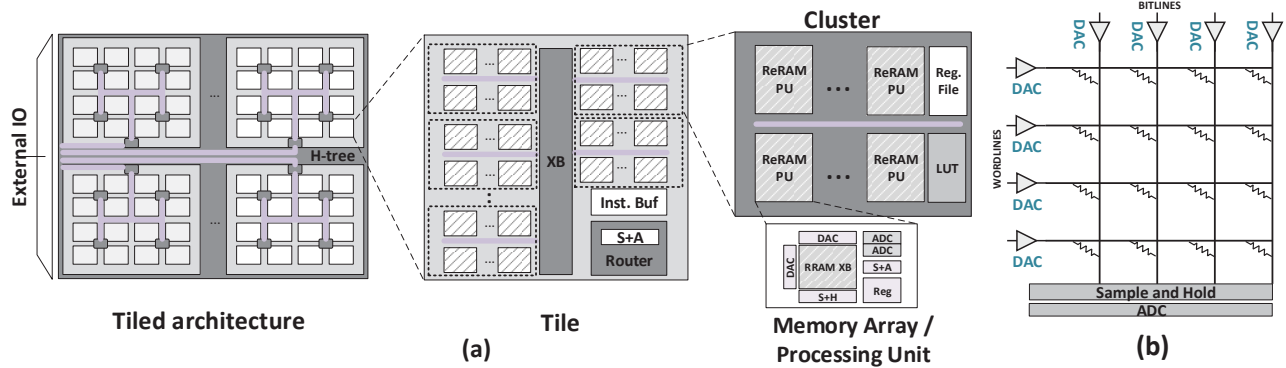 External IO
...
...
H-tree
Tiled architecture
... ...
... ...
... ...
... ...
... ...
... ...
... ...
... ...
:
... ...
XB
Inst. Buf
S+A
Router
Tile
(a)
Cluster
ReRAM PU
...
ReRAM PU
Reg. File
ReRAM PU
...
ReRAM PU
LUT
DAC
DAC
RRAM XB
S+H
ADC
ADC
S+A
Reg
Memory Array /
Processing Unit
BITLINES
DAC
DAC
DAC
DAC
WORDLINES
DAC
DAC
DAC
DAC
Sample and Hold
ADC
(b)